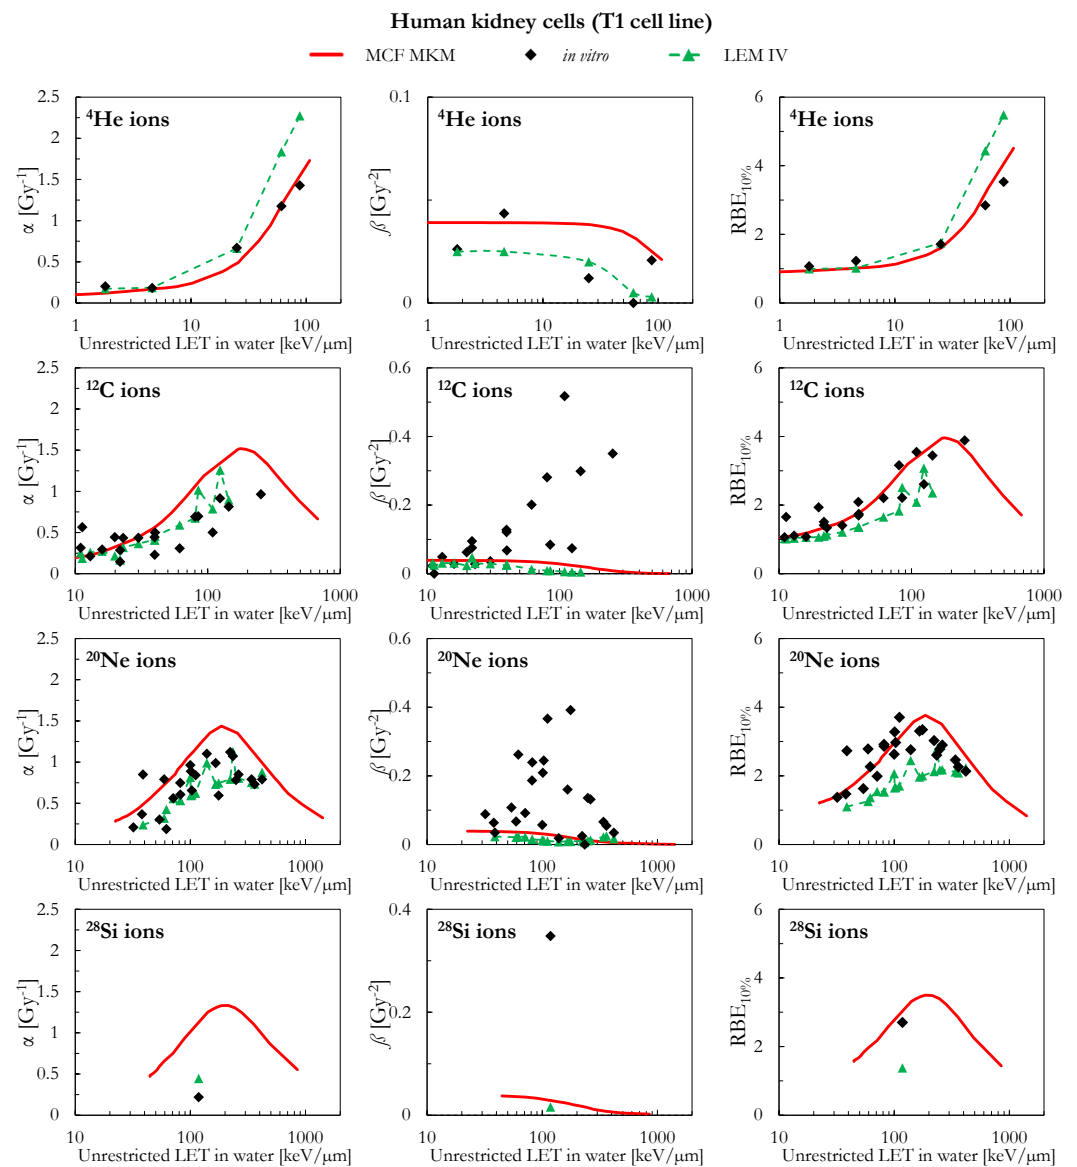 Human kidney cells (T1 cell line)
MCF MKM in vitro LEM IV
⁴He ions
α [Gy⁻¹]
2.5
2
1.5
1
0.5
0
1 10 100
Unrestricted LET in water [keV/µm]
⁴He ions
β [Gy⁻²]
0.1
0
1 10 100
Unrestricted LET in water [keV/µm]
⁴He ions
RBE₁₀%
6
4
2
0
1 10 100
Unrestricted LET in water [keV/µm]
¹²C ions
α [Gy⁻¹]
2.5
2
1.5
1
0.5
0
10 100 1000
Unrestricted LET in water [keV/µm]
¹²C ions
β [Gy⁻²]
0.6
0.4
0.2
0
10 100 1000
Unrestricted LET in water [keV/µm]
¹²C ions
RBE₁₀%
6
4
2
0
10 100 1000
Unrestricted LET in water [keV/µm]
²⁰Ne ions
α [Gy⁻¹]
2.5
2
1.5
1
0.5
0
10 100 1000
Unrestricted LET in water [keV/µm]
²⁰Ne ions
β [Gy⁻²]
0.6
0.4
0.2
0
10 100 1000
Unrestricted LET in water [keV/µm]
²⁰Ne ions
RBE₁₀%
6
4
2
0
10 100 1000
Unrestricted LET in water [keV/µm]
²⁸Si ions
α [Gy⁻¹]
2.5
2
1.5
1
0.5
0
10 100 1000
Unrestricted LET in water [keV/µm]
²⁸Si ions
β [Gy⁻²]
0.4
0.2
0
10 100 1000
Unrestricted LET in water [keV/µm]
²⁸Si ions
RBE₁₀%
6
4
2
0
10 100 1000
Unrestricted LET in water [keV/µm]